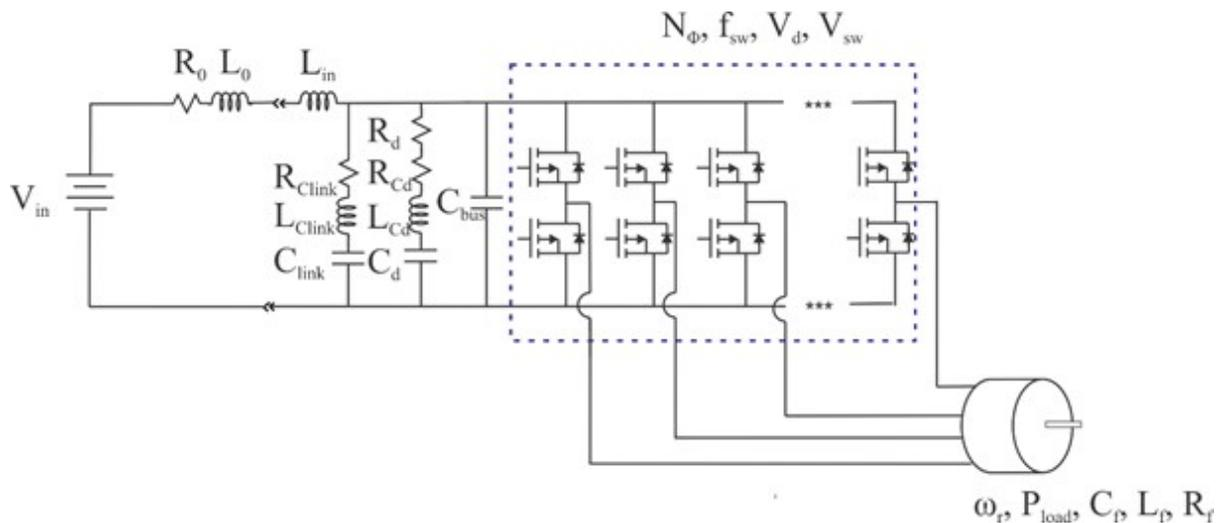 N_Φ, f_sw, V_d, V_sw
R_0 L_0 L_in
R_d
R_Clink R_Cd
V_in L_Clink L_Cd C_bus
C_link C_d
***
***
ω_r, P_load, C_f, L_f, R_f